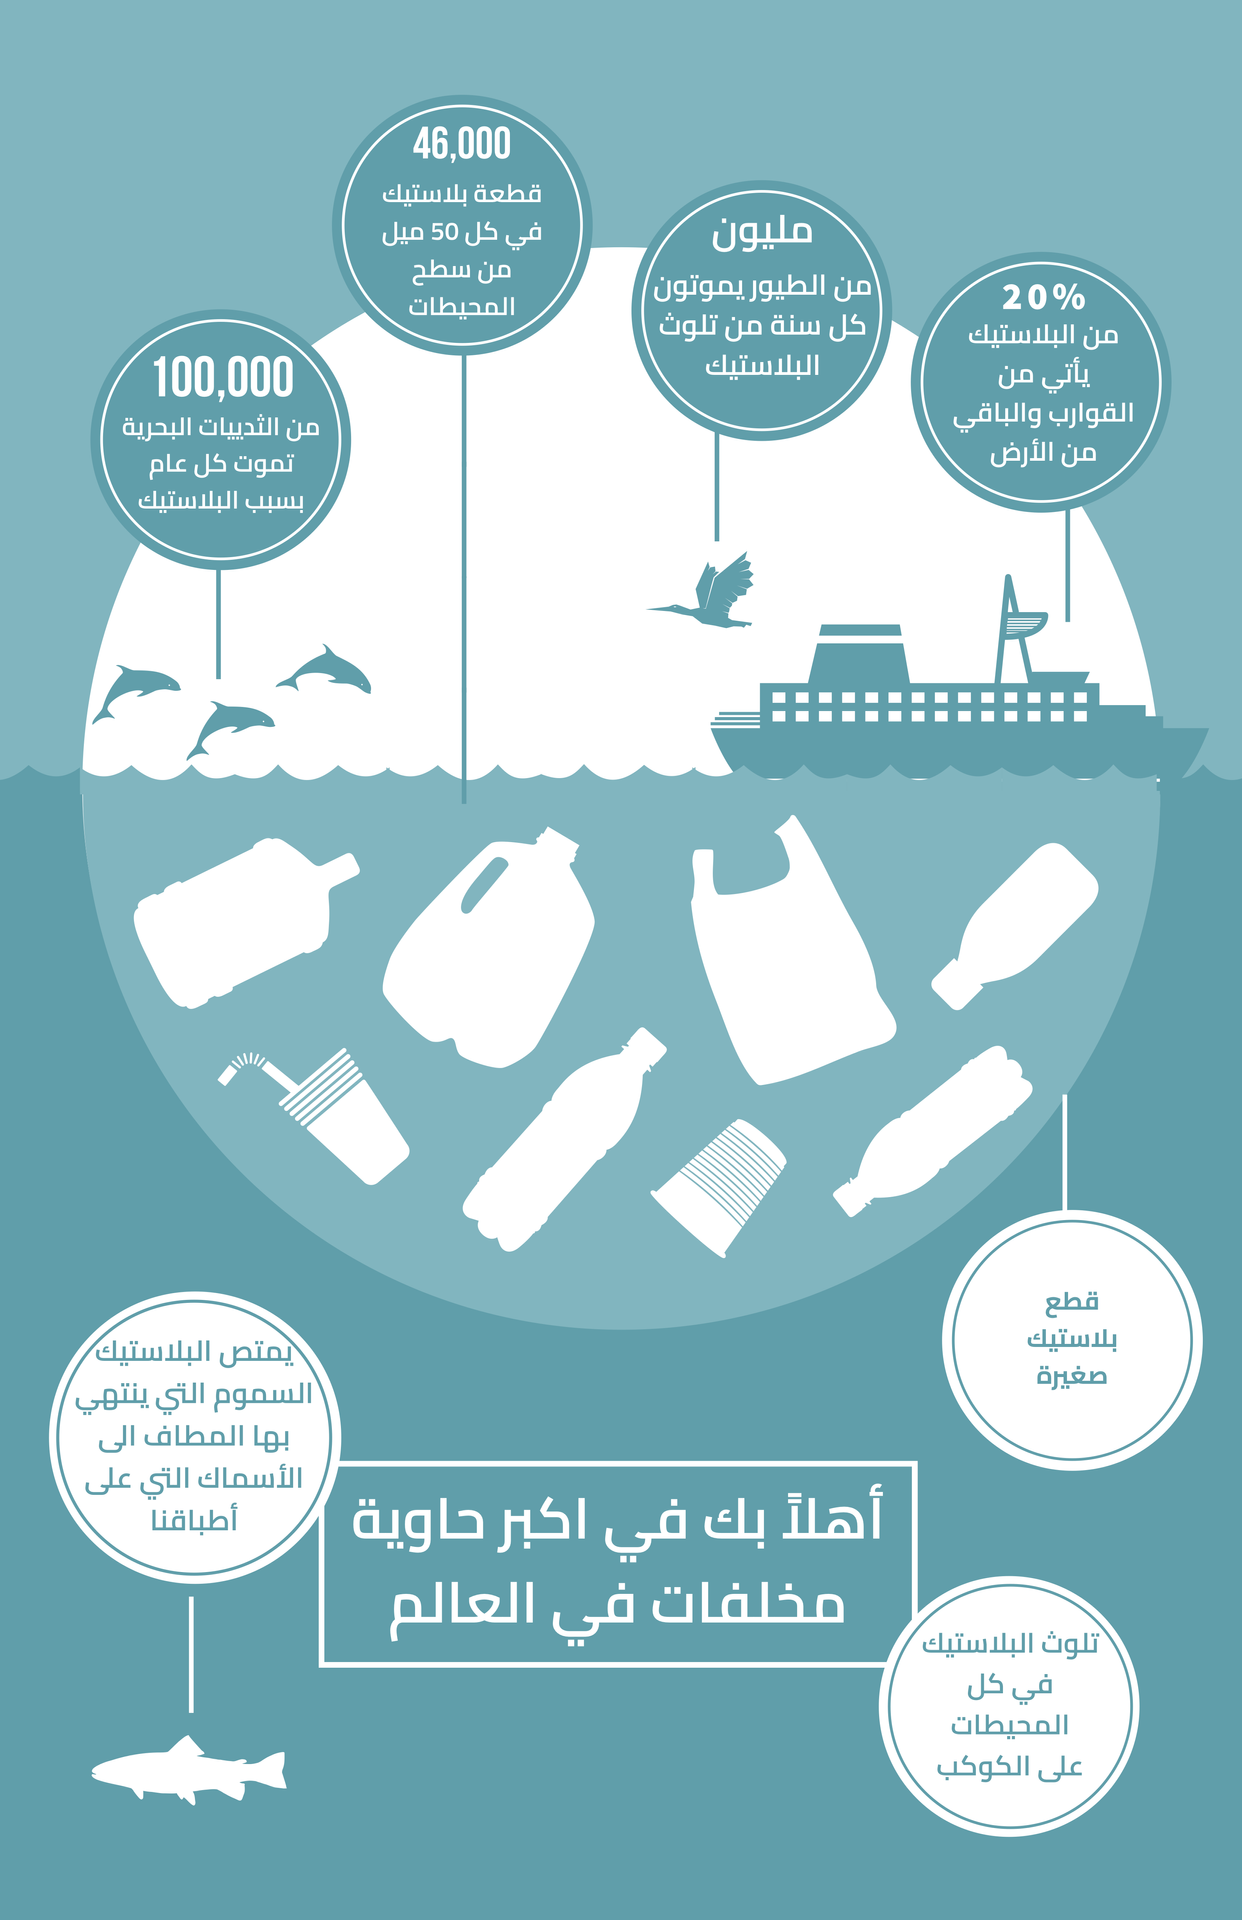 46,000
قطعة بلاستيك
في كل 50 ميل
من سطح
المحيطات
مليون
من الطيور يموتون
كل سنة من تلوث
البلاستيك
20%
من البلاستيك
يأتي من
القوارب والباقي
من الأرض
100,000
من الثدييات البحرية
تموت كل عام
بسبب البلاستيك
قطع
بلاستيك
صغيرة
يمتص البلاستيك
السموم التي ينتهي
بها المطاف الى
الأسماك التي على
أطباقنا
أهلاً بك في اكبر حاوية
مخلفات في العالم
تلوث البلاستيك
في كل
المحيطات
على الكوكب